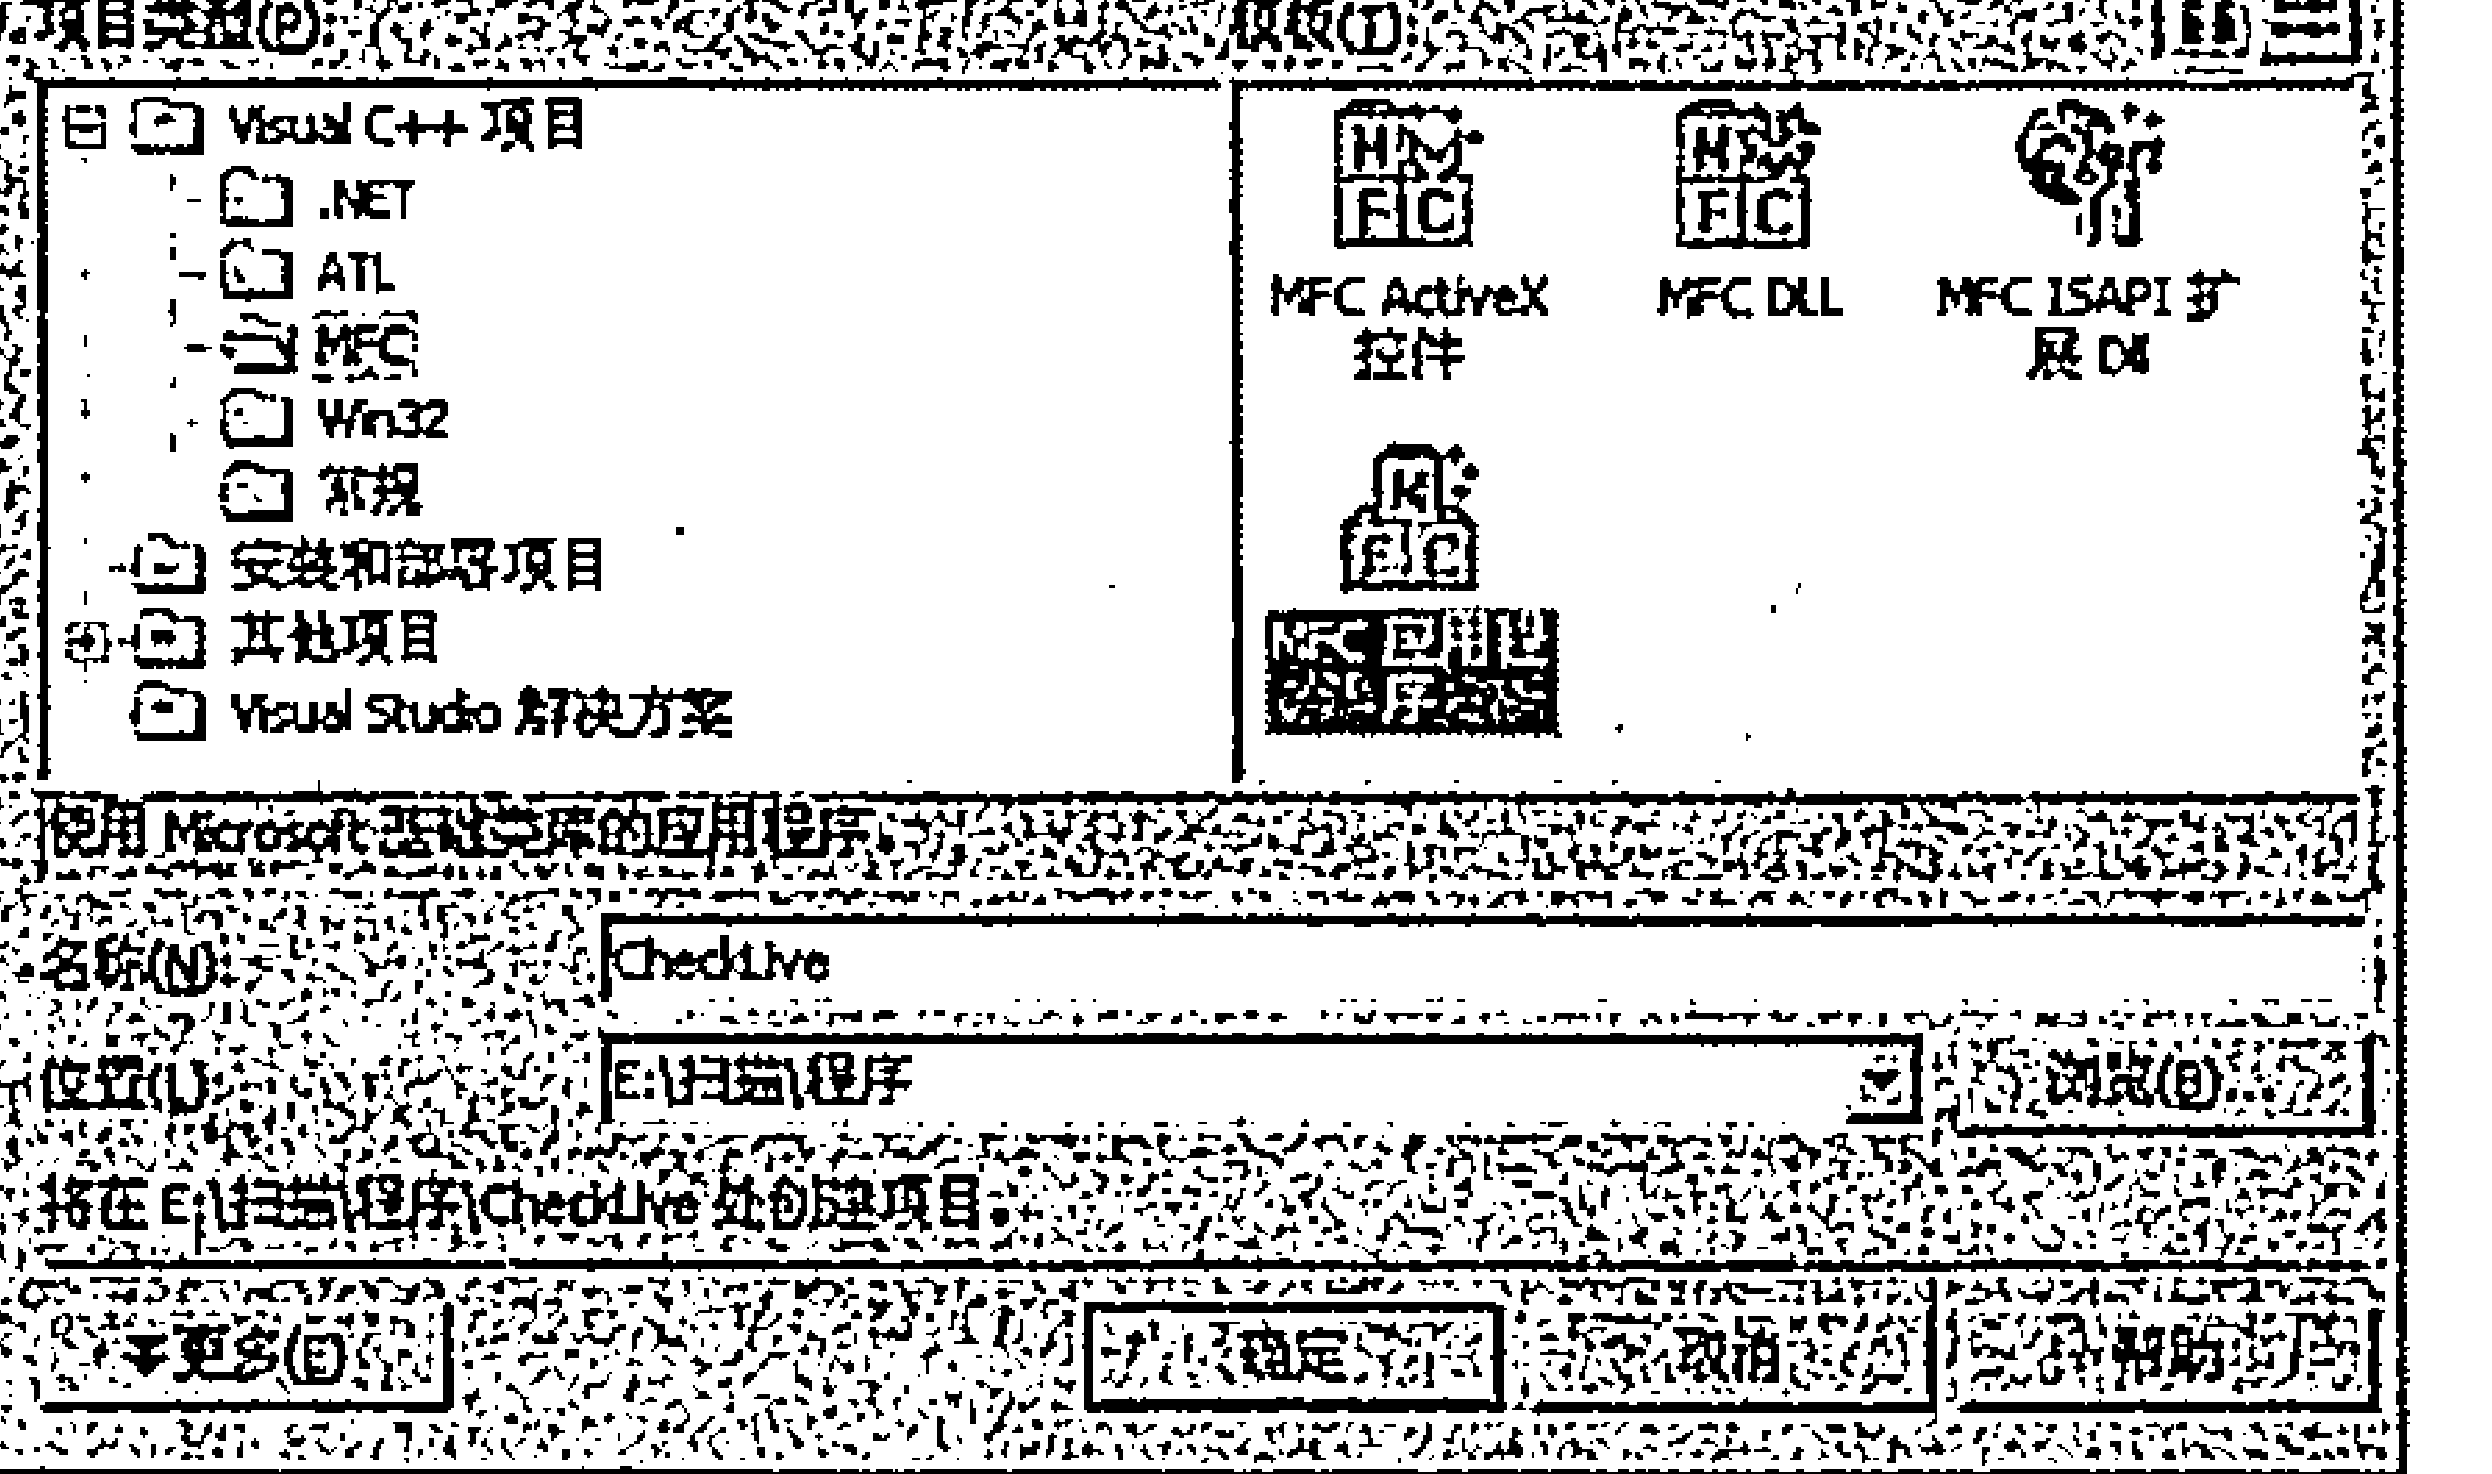 项目类型(P): 模板(T):
Visual C++ 项目
.NET
ATL
MFC
Win32
常规
安装和部署项目
其他项目
Visual Studio 解决方案
MFC ActiveX
控件
MFC DLL
MFC ISAPI 扩
展 Dll
MFC 应用
程序
使用 Microsoft 基础类库的应用程序。
名称(N):
CheckLive
位置(L):
E:\扫描\程序
浏览(B)
将在 E:\扫描\程序\CheckLive 处创建项目。
更多(E)
确定
取消
帮助